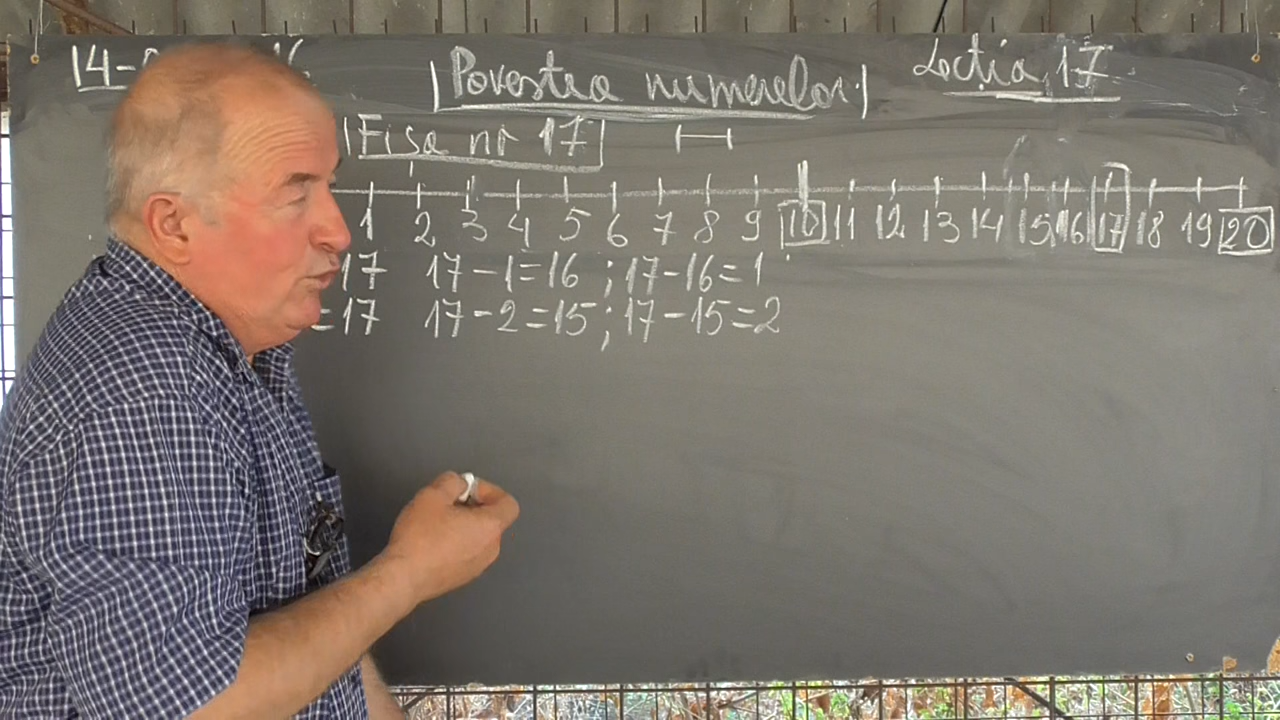 Povestea numerelor Lecția 17
Fișa nr 17
1 2 3 4 5 6 7 8 9 10 11 12 13 14 15 16 17 18 19 20
17 17-1=16 ; 17-16=1
=17 17-2=15 ; 17-15=2